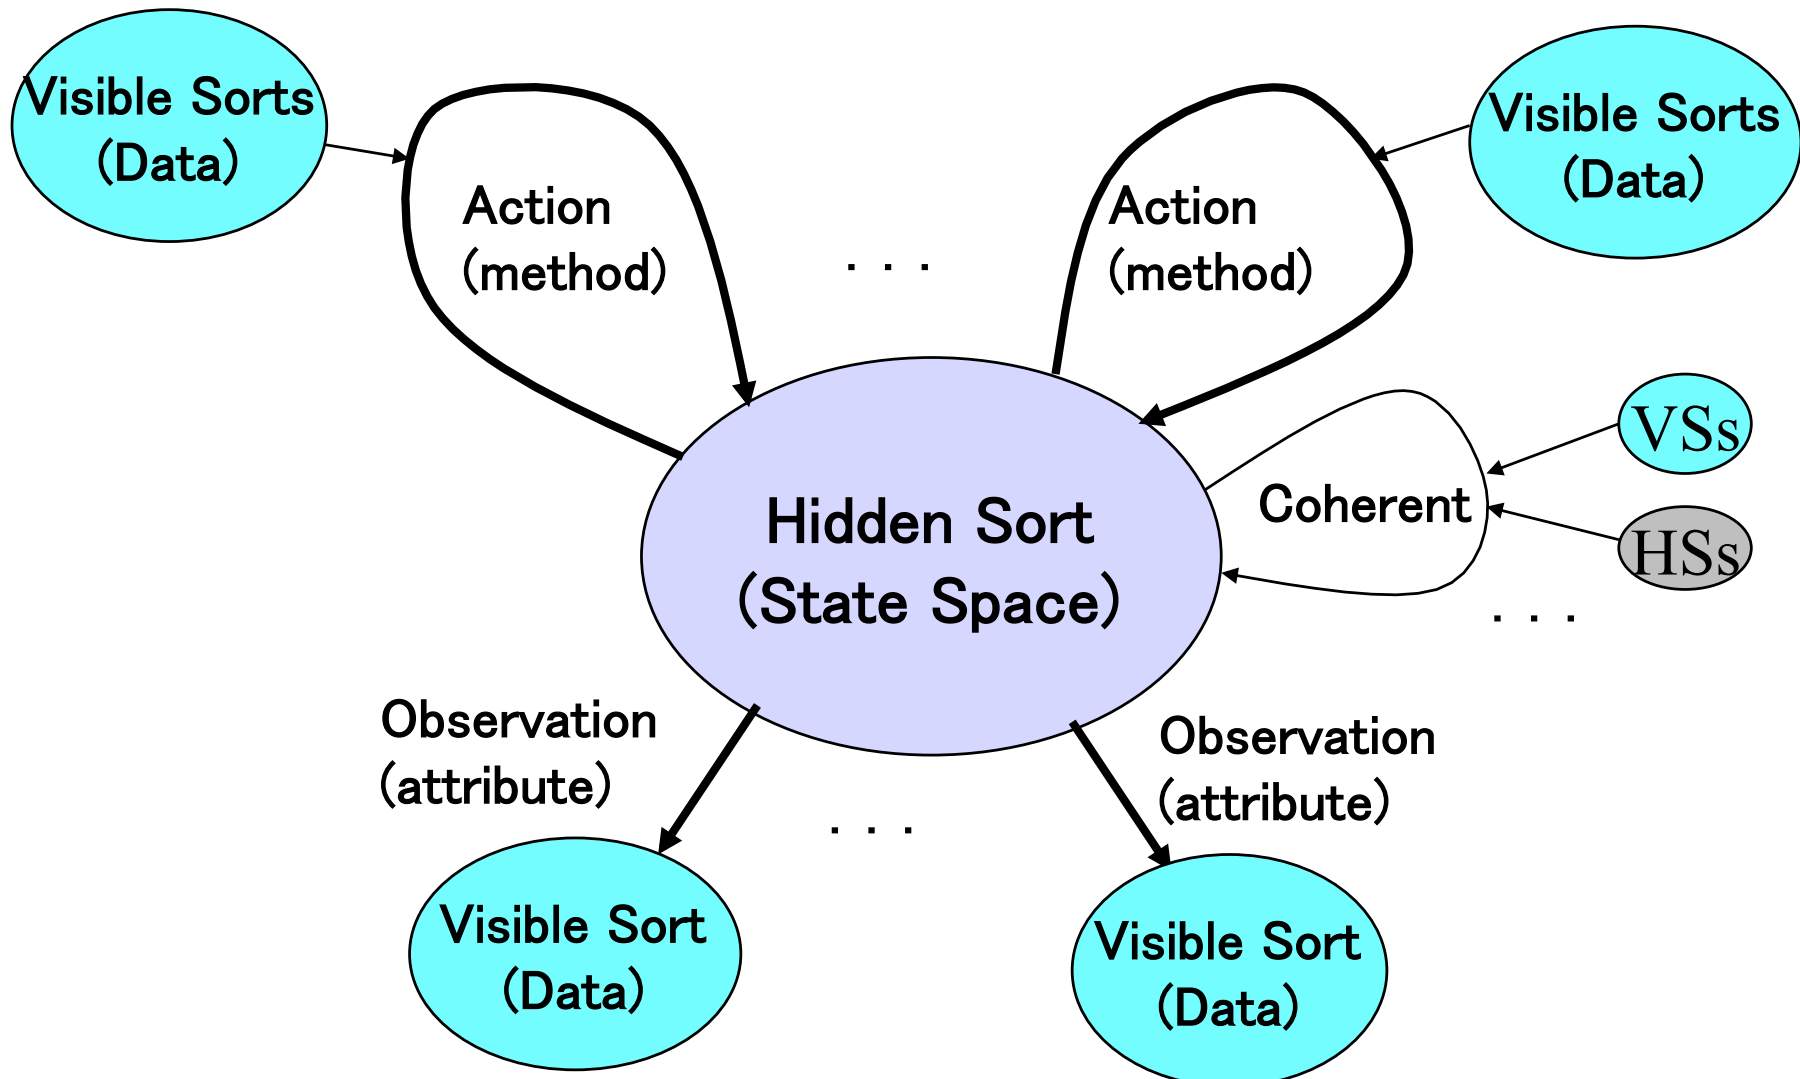 Visible Sorts
(Data)
Visible Sorts
(Data)
Action
(method)
. . .
Action
(method)
VSs
Coherent
HSs
. . .
Hidden Sort
(State Space)
Observation
(attribute)
Observation
(attribute)
. . .
Visible Sort
(Data)
Visible Sort
(Data)